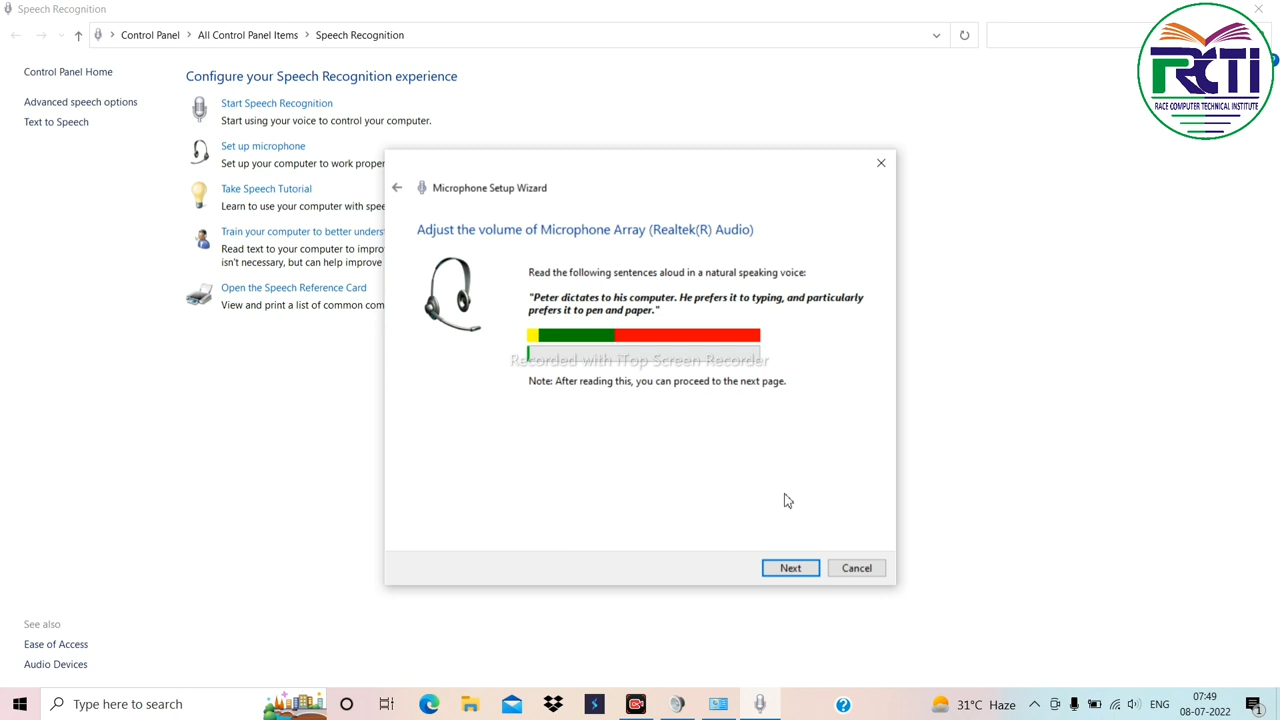 Speech Recognition
Control Panel > All Control Panel Items > Speech Recognition
RCTI
RACE COMPUTER TECHNICAL INSTITUTE
Control Panel Home
Advanced speech options
Text to Speech
Configure your Speech Recognition experience
Start Speech Recognition
Start using your voice to control your computer.
Set up microphone
Set up your computer to work proper
Take Speech Tutorial
Learn to use your computer with spee
Train your computer to better unders
Read text to your computer to impro
isn't necessary, but can help improve
Open the Speech Reference Card
View and print a list of common com
Microphone Setup Wizard
Adjust the volume of Microphone Array (Realtek(R) Audio)
Read the following sentences aloud in a natural speaking voice:
"Peter dictates to his computer. He prefers it to typing, and particularly
prefers it to pen and paper."
Recorded with iTop Screen Recorder
Note: After reading this, you can proceed to the next page.
Next
Cancel
See also
Ease of Access
Audio Devices
Type here to search
31°C Haze
ENG
07:49
08-07-2022
1